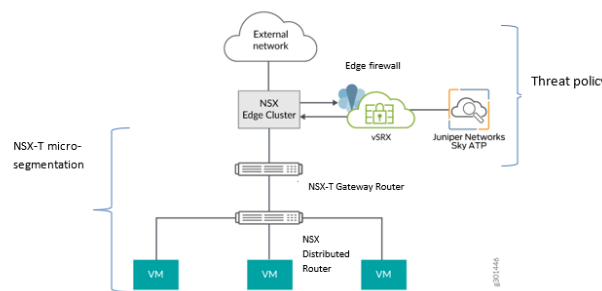 External
network
Edge firewall
Threat policy
NSX
Edge Cluster
vSRX
Juniper Networks
Sky ATP
NSX-T micro-
segmentation
NSX-T Gateway Router
NSX
Distributed
Router
VM
VM
VM
g301446